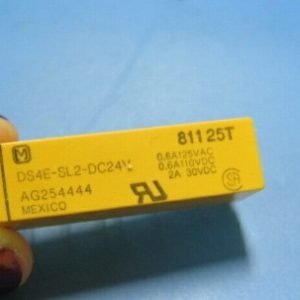 81125T
DS4E-SL2-DC24V
0.6A125VAC
0.6A110VDC
2A 30VDC
AG254444
MEXICO